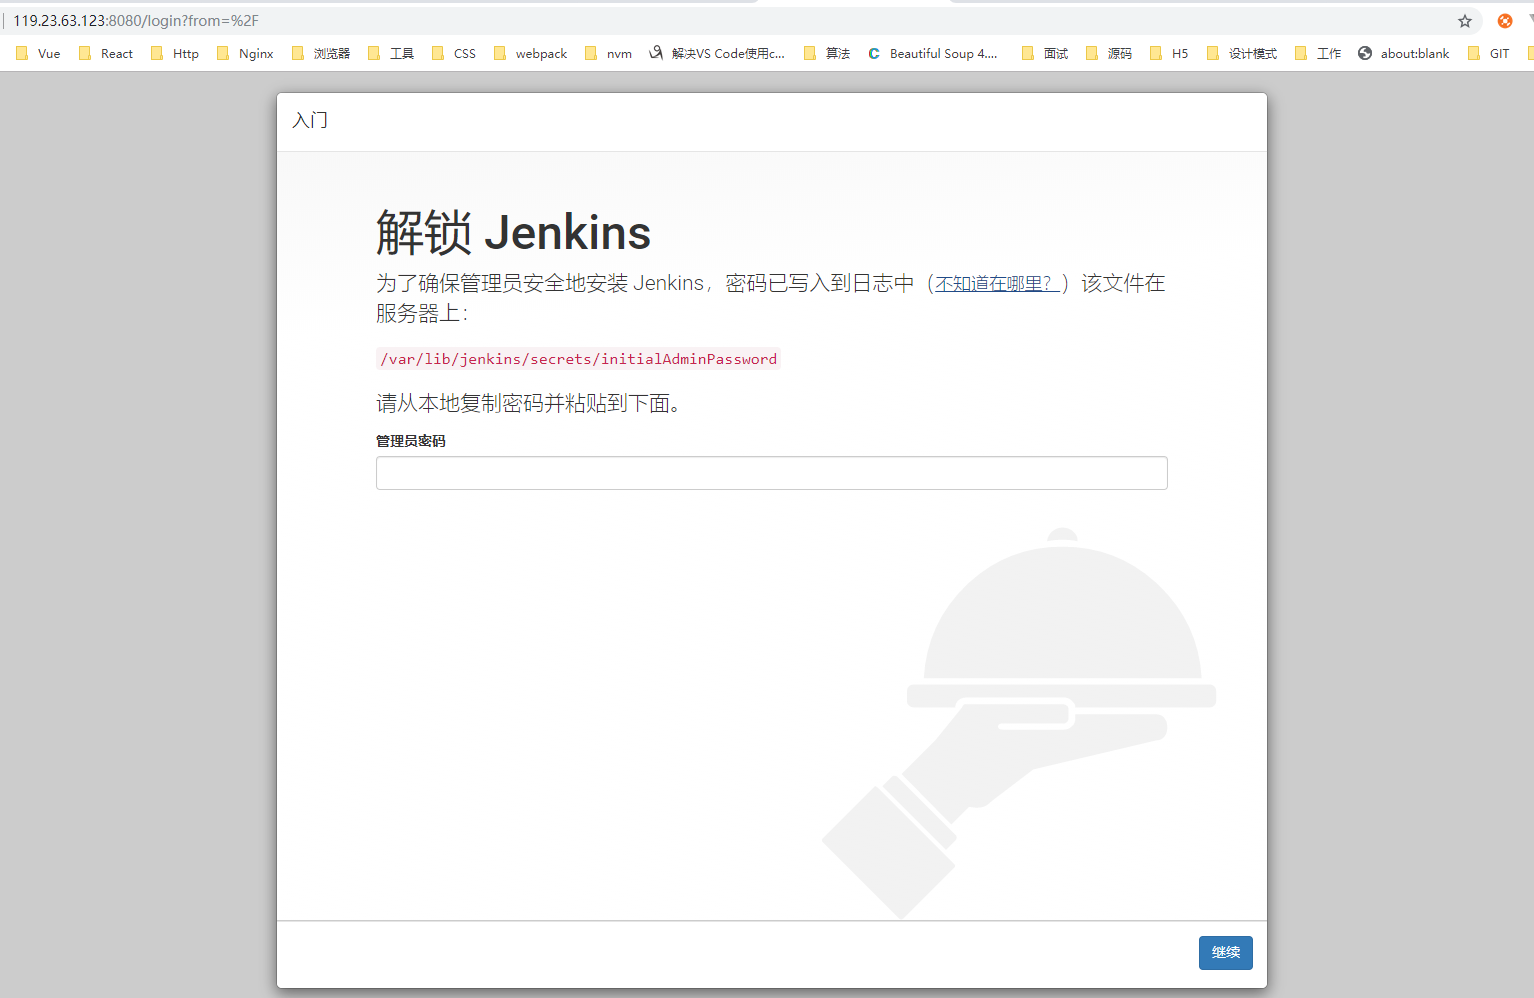 119.23.63.123:8080/login?from=%2F
Vue React Http Nginx 浏览器 工具 CSS webpack nvm 解决VS Code使用c... 算法 Beautiful Soup 4.... 面试 源码 H5 设计模式 工作 about:blank GIT
入门
解锁 Jenkins
为了确保管理员安全地安装 Jenkins，密码已写入到日志中（不知道在哪里？）该文件在
服务器上：
/var/lib/jenkins/secrets/initialAdminPassword
请从本地复制密码并粘贴到下面。
管理员密码
继续